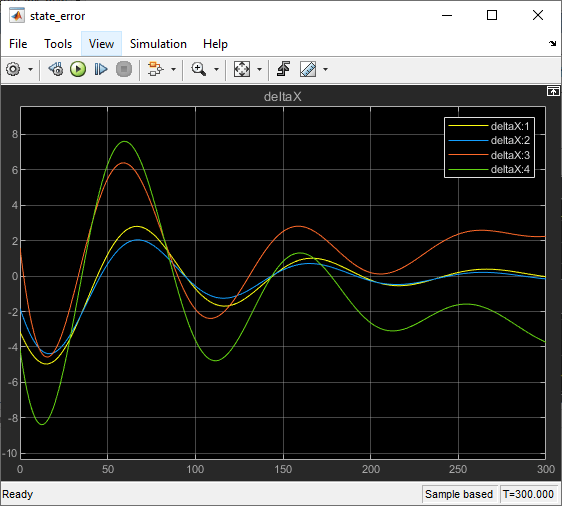 state_error
File Tools View Simulation Help
deltaX
deltaX:1
deltaX:2
deltaX:3
deltaX:4
8
6
4
2
0
-2
-4
-6
-8
-10
0 50 100 150 200 250 300
Ready Sample based T=300.000